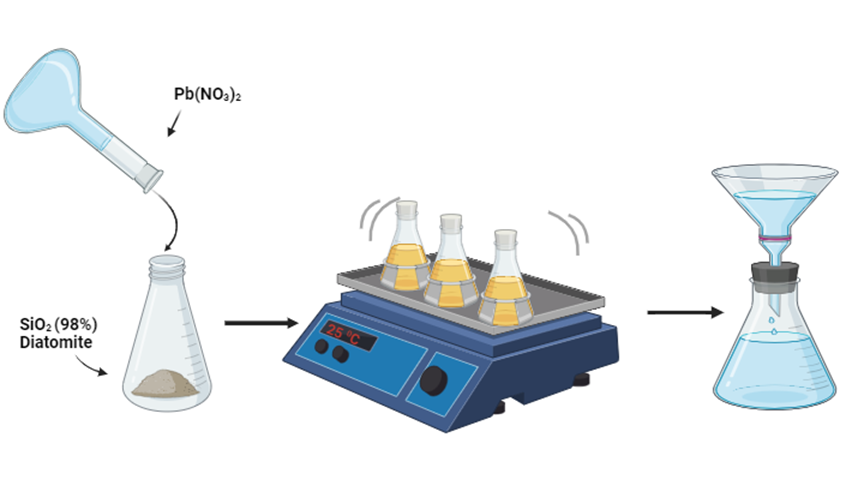 Pb(NO₃)₂
SiO₂ (98%)
Diatomite
25 °C